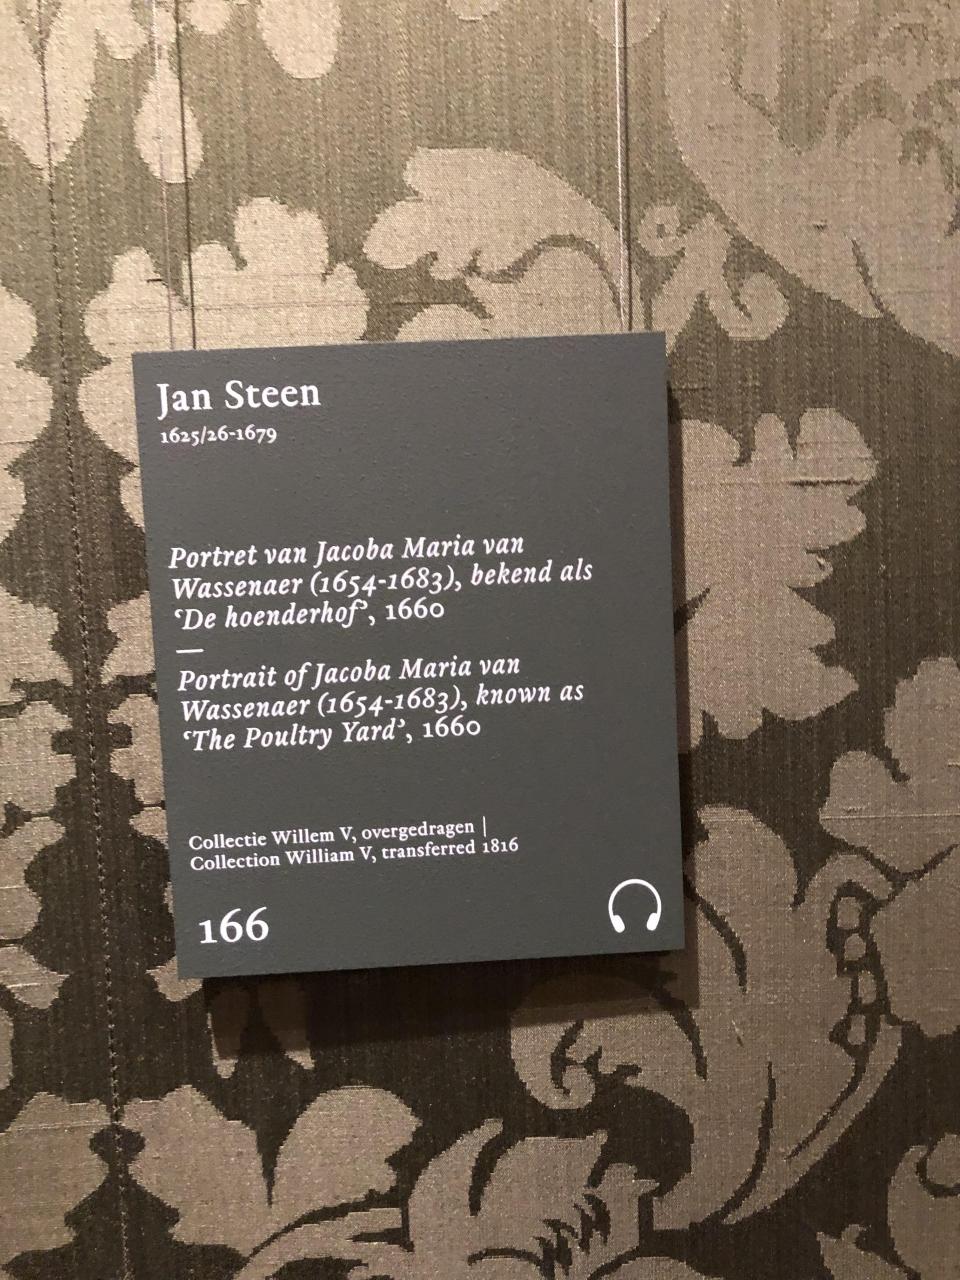 Jan Steen
1625/26-1679
Portret van Jacoba Maria van
Wassenaer (1654-1683), bekend als
‘De hoenderhof’, 1660
—
Portrait of Jacoba Maria van
Wassenaer (1654-1683), known as
‘The Poultry Yard’, 1660
Collectie Willem V, overgedragen |
Collection William V, transferred 1816
166